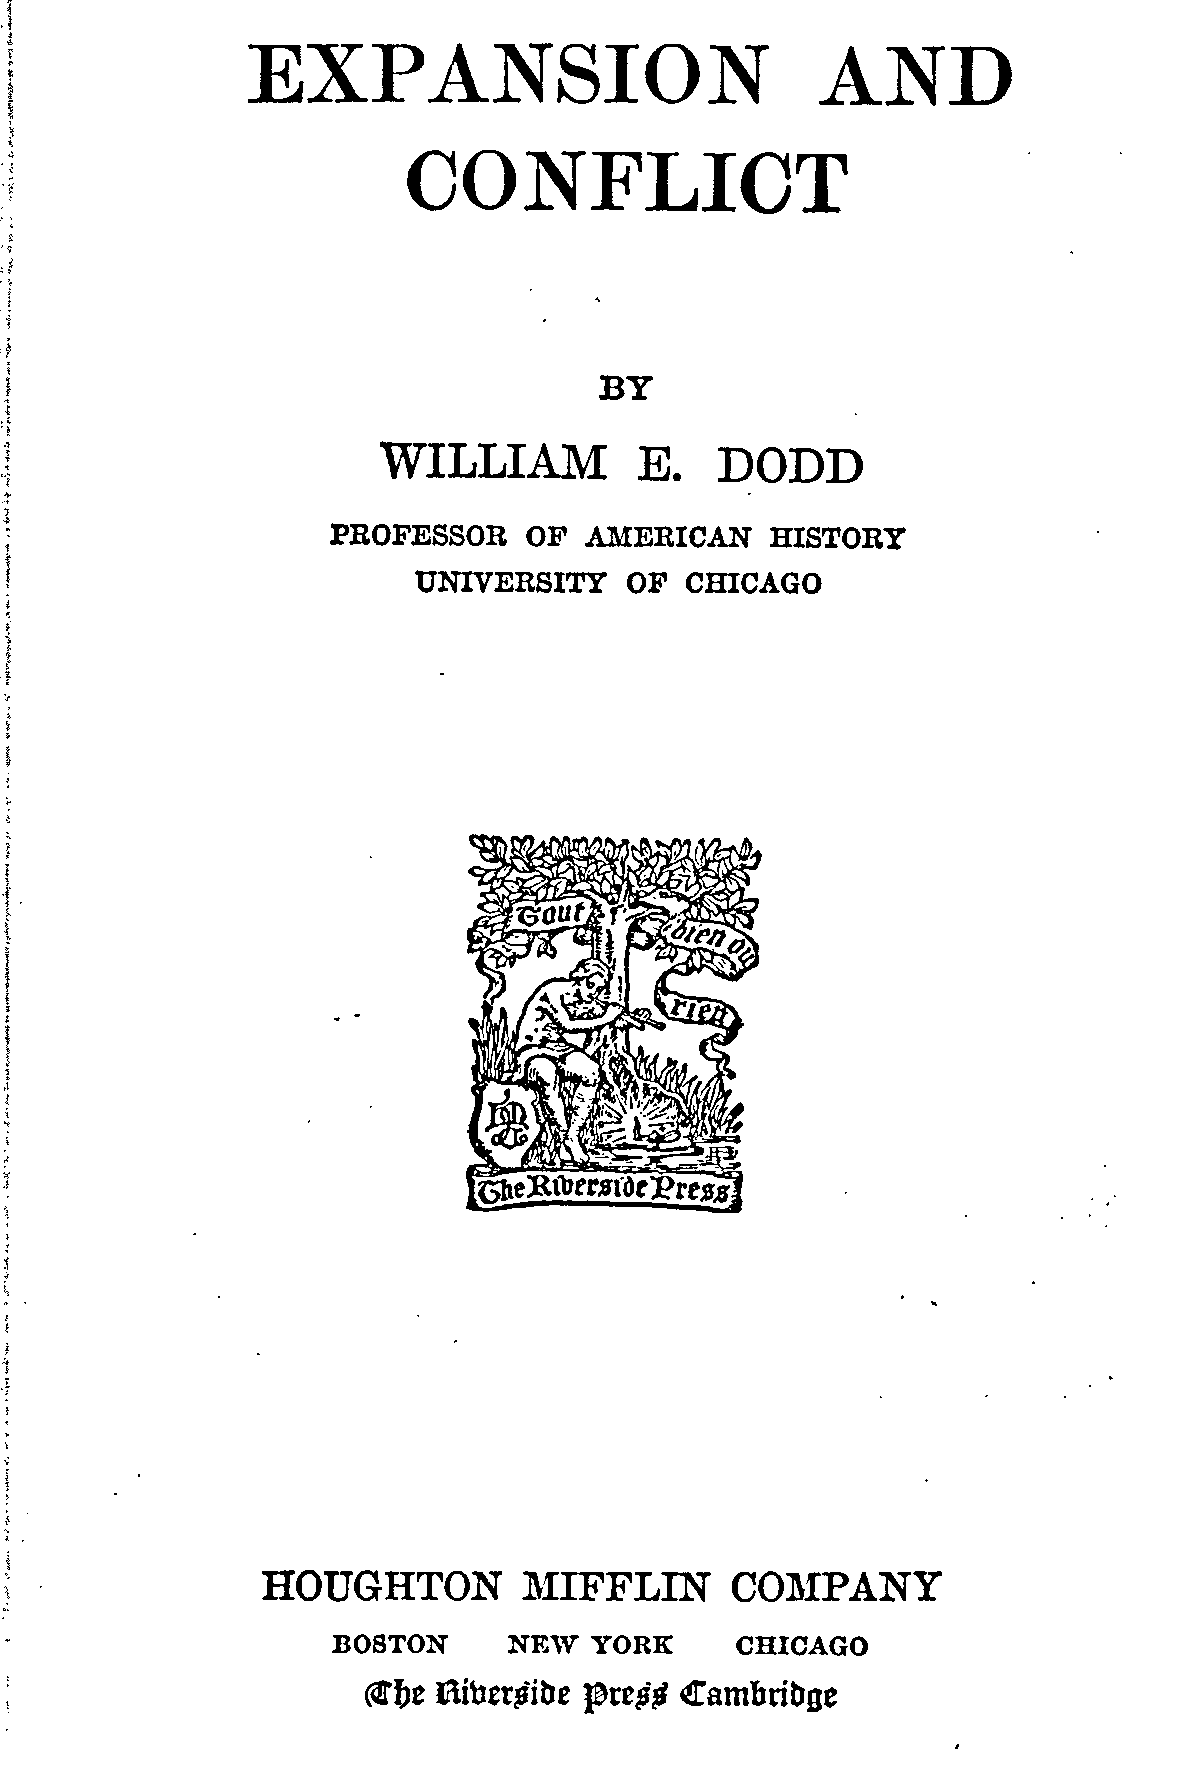 EXPANSION AND
CONFLICT
BY
WILLIAM E. DODD
PROFESSOR OF AMERICAN HISTORY
UNIVERSITY OF CHICAGO
Tout bien ou
rien
The Riverside Press
HOUGHTON MIFFLIN COMPANY
BOSTON NEW YORK CHICAGO
The Riverside Press Cambridge